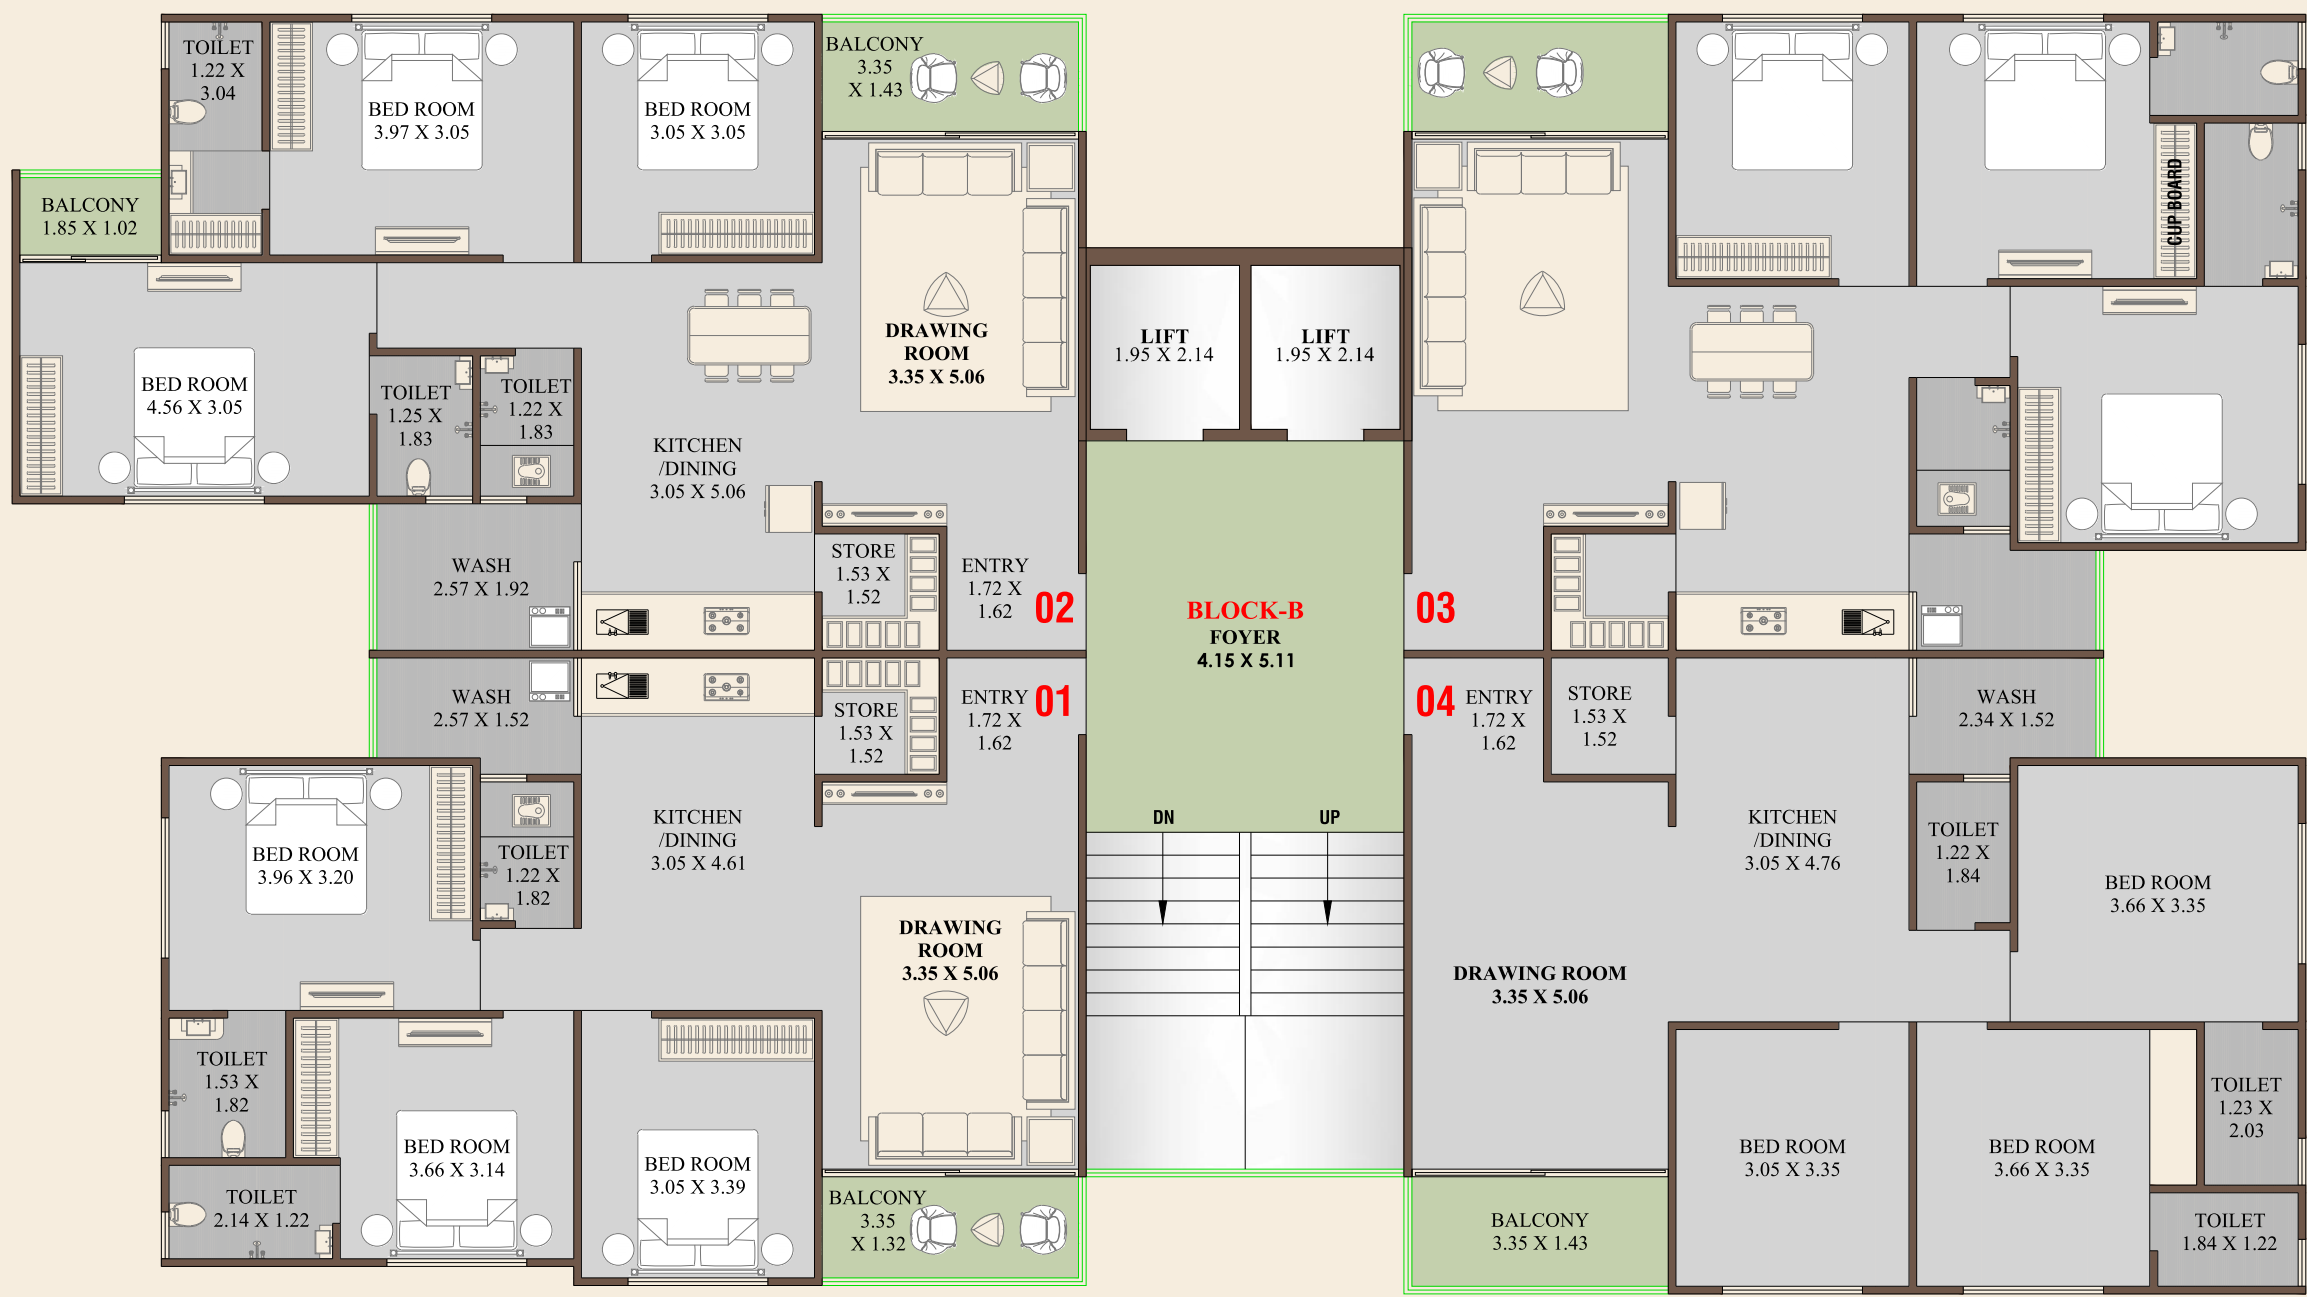 TOILET
1.22 X
3.04
BED ROOM
3.97 X 3.05
BED ROOM
3.05 X 3.05
BALCONY
3.35
X 1.43
BALCONY
1.85 X 1.02
CUP BOARD
DRAWING
ROOM
3.35 X 5.06
LIFT
1.95 X 2.14
LIFT
1.95 X 2.14
BED ROOM
4.56 X 3.05
TOILET
1.25 X
1.83
TOILET
1.22 X
1.83
KITCHEN
/DINING
3.05 X 5.06
WASH
2.57 X 1.92
STORE
1.53 X
1.52
ENTRY
1.72 X
1.62
02
BLOCK-B
FOYER
4.15 X 5.11
03
WASH
2.57 X 1.52
STORE
1.53 X
1.52
ENTRY
1.72 X
1.62
01
04
ENTRY
1.72 X
1.62
STORE
1.53 X
1.52
WASH
2.34 X 1.52
KITCHEN
/DINING
3.05 X 4.61
DN
UP
KITCHEN
/DINING
3.05 X 4.76
TOILET
1.22 X
1.84
BED ROOM
3.96 X 3.20
TOILET
1.22 X
1.82
BED ROOM
3.66 X 3.35
DRAWING
ROOM
3.35 X 5.06
DRAWING ROOM
3.35 X 5.06
TOILET
1.53 X
1.82
BED ROOM
3.66 X 3.14
BED ROOM
3.05 X 3.39
BED ROOM
3.05 X 3.35
BED ROOM
3.66 X 3.35
TOILET
1.23 X
2.03
TOILET
2.14 X 1.22
BALCONY
3.35
X 1.32
BALCONY
3.35 X 1.43
TOILET
1.84 X 1.22